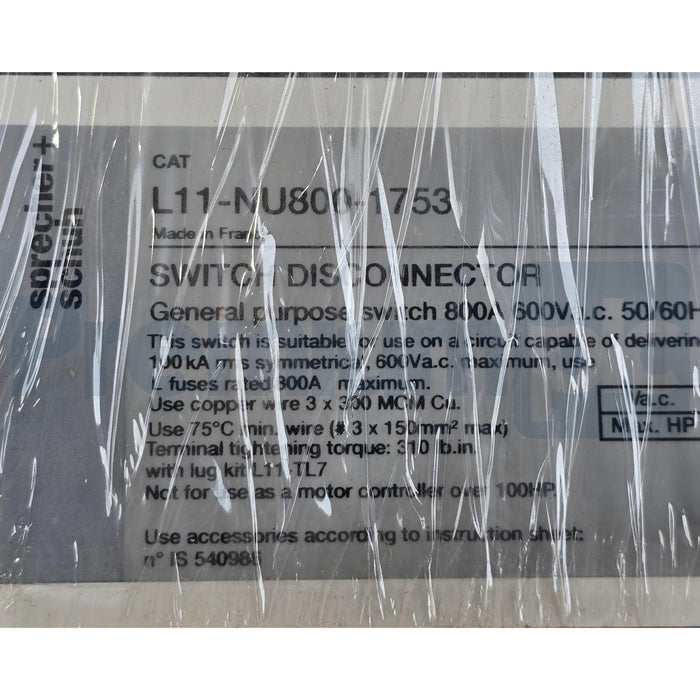 sprecher+
schuh
CAT
L11-NU800-1753
Made in Fran
SWITCH DISCONNECTOR
General purpose switch 800A 600Va.c. 50/60H
This switch is suitable for use on a circuit capable of delivering
100 kA rms symmetrical, 600Va.c. maximum, use
L fuses rated 800A maximum.
Use copper wire 3 x 300 MCM Cu.
Use 75°C min. wire (# 3 x 150mm² max)
Terminal tightening torque: 310 lb.in.
with lug kit L11-TL7
Not for use as a motor controller over 100HP.
Use accessories according to instruction sheet:
n° IS 540986
V a.c.
Max. HP